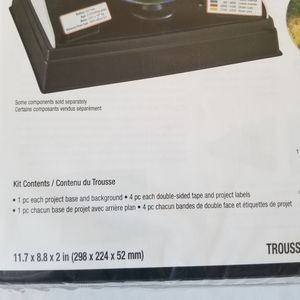 Some components sold separately
Certains composants vendus séparément
Kit Contents / Contenu du Trousse
• 1 pc each project base and background • 4 pc each double-sided tape and project labels
• 1 pc chacun base de projet avec arrière plan • 4 pc chacun bandes de double face et étiquettes de projet
11.7 x 8.8 x 2 in (298 x 224 x 52 mm)
TROUSS